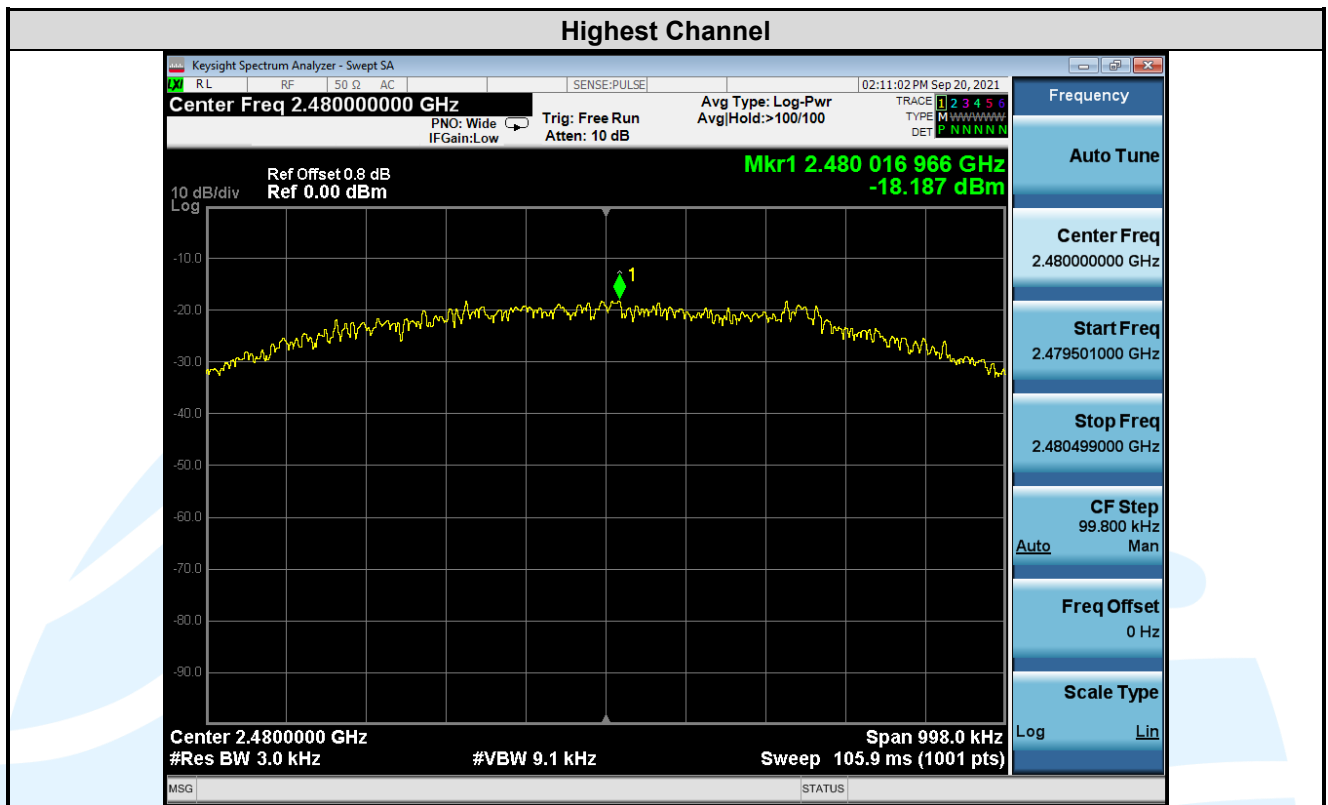 Highest Channel
Keysight Spectrum Analyzer - Swept SA
LXI RL RF 50 Ω AC SENSE:PULSE 02:11:02 PM Sep 20, 2021
Center Freq 2.480000000 GHz
PNO: Wide
IFGain:Low
Trig: Free Run
Atten: 10 dB
Avg Type: Log-Pwr
Avg|Hold:>100/100
TRACE 1 2 3 4 5 6
TYPE M WWWWW
DET P N N N N N
Mkr1 2.480 016 966 GHz
-18.187 dBm
Ref Offset 0.8 dB
10 dB/div Ref 0.00 dBm
Log
1
-10.0
-20.0
-30.0
-40.0
-50.0
-60.0
-70.0
-80.0
-90.0
Center 2.4800000 GHz Span 998.0 kHz
#Res BW 3.0 kHz #VBW 9.1 kHz Sweep 105.9 ms (1001 pts)
MSG STATUS
Frequency
Auto Tune
Center Freq
2.480000000 GHz
Start Freq
2.479501000 GHz
Stop Freq
2.480499000 GHz
CF Step
99.800 kHz
Auto Man
Freq Offset
0 Hz
Scale Type
Log Lin